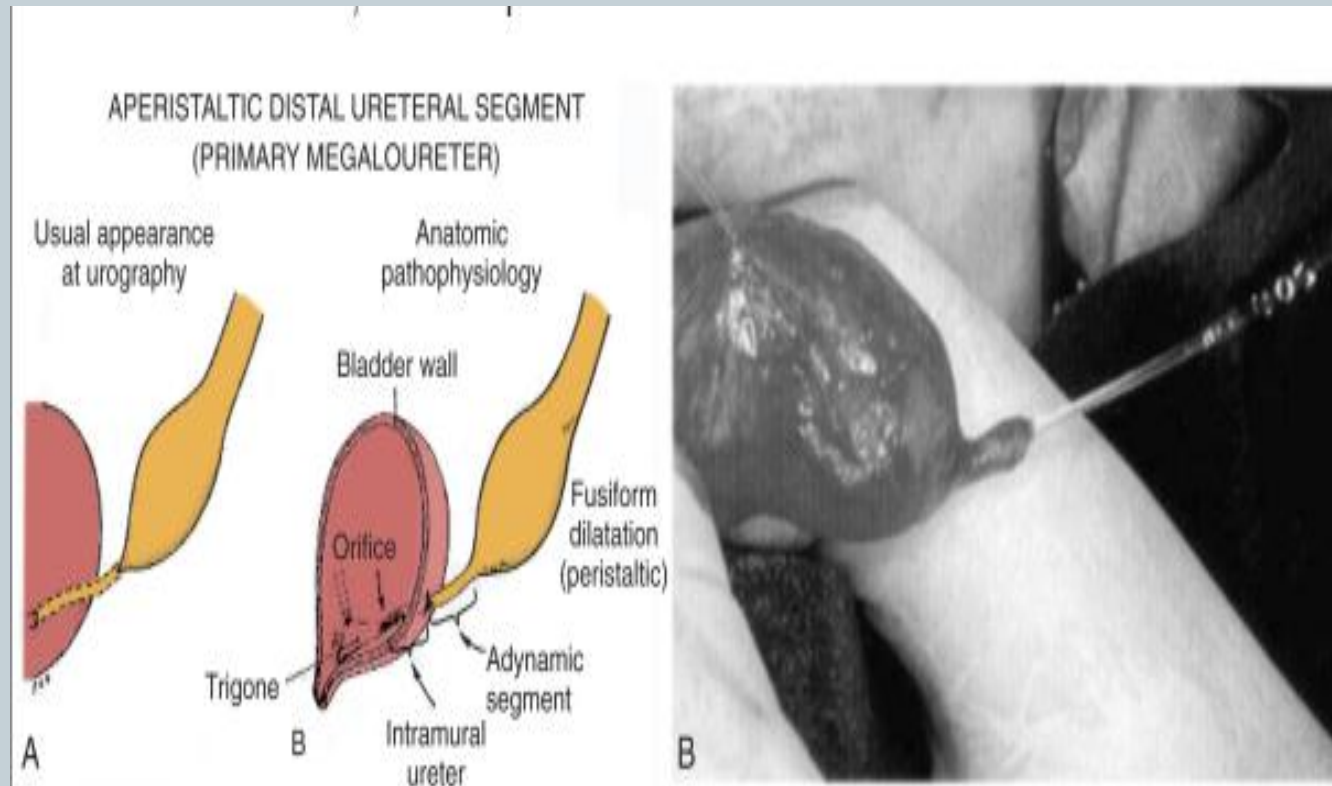 APERISTALTIC DISTAL URETERAL SEGMENT
(PRIMARY MEGALOURETER)
Usual appearance
at urography
Anatomic
pathophysiology
Bladder wall
Orifice
Fusiform
dilatation
(peristaltic)
Trigone
Adynamic
segment
Intramural
ureter
A
B
B